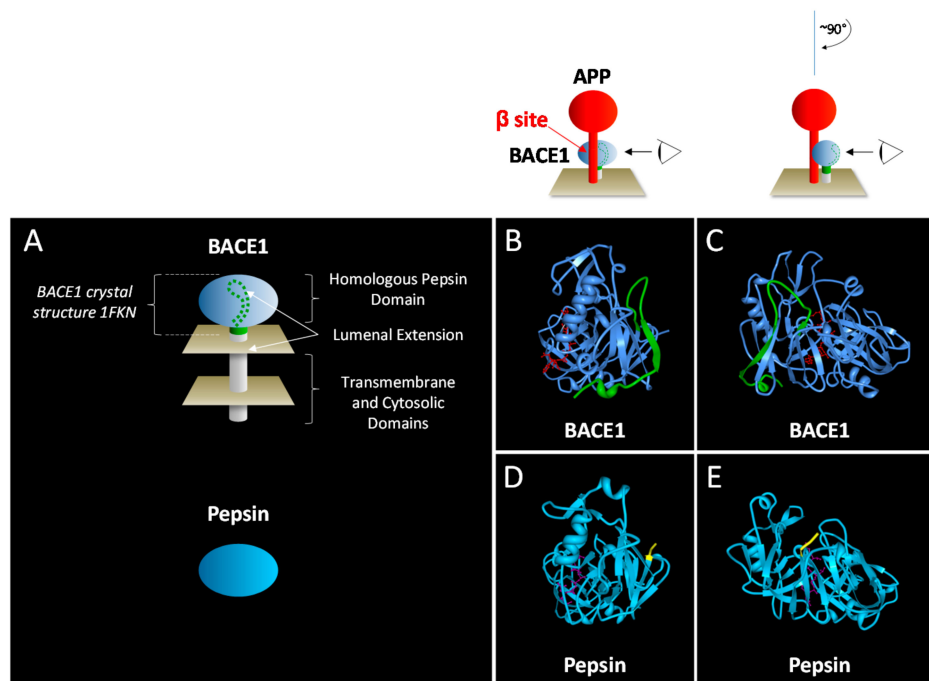 ~90°
APP
β site
BACE1
A
BACE1
BACE1 crystal
structure 1FKN
Homologous Pepsin
Domain
Lumenal Extension
Transmembrane
and Cytosolic
Domains
Pepsin
B
BACE1
C
BACE1
D
Pepsin
E
Pepsin